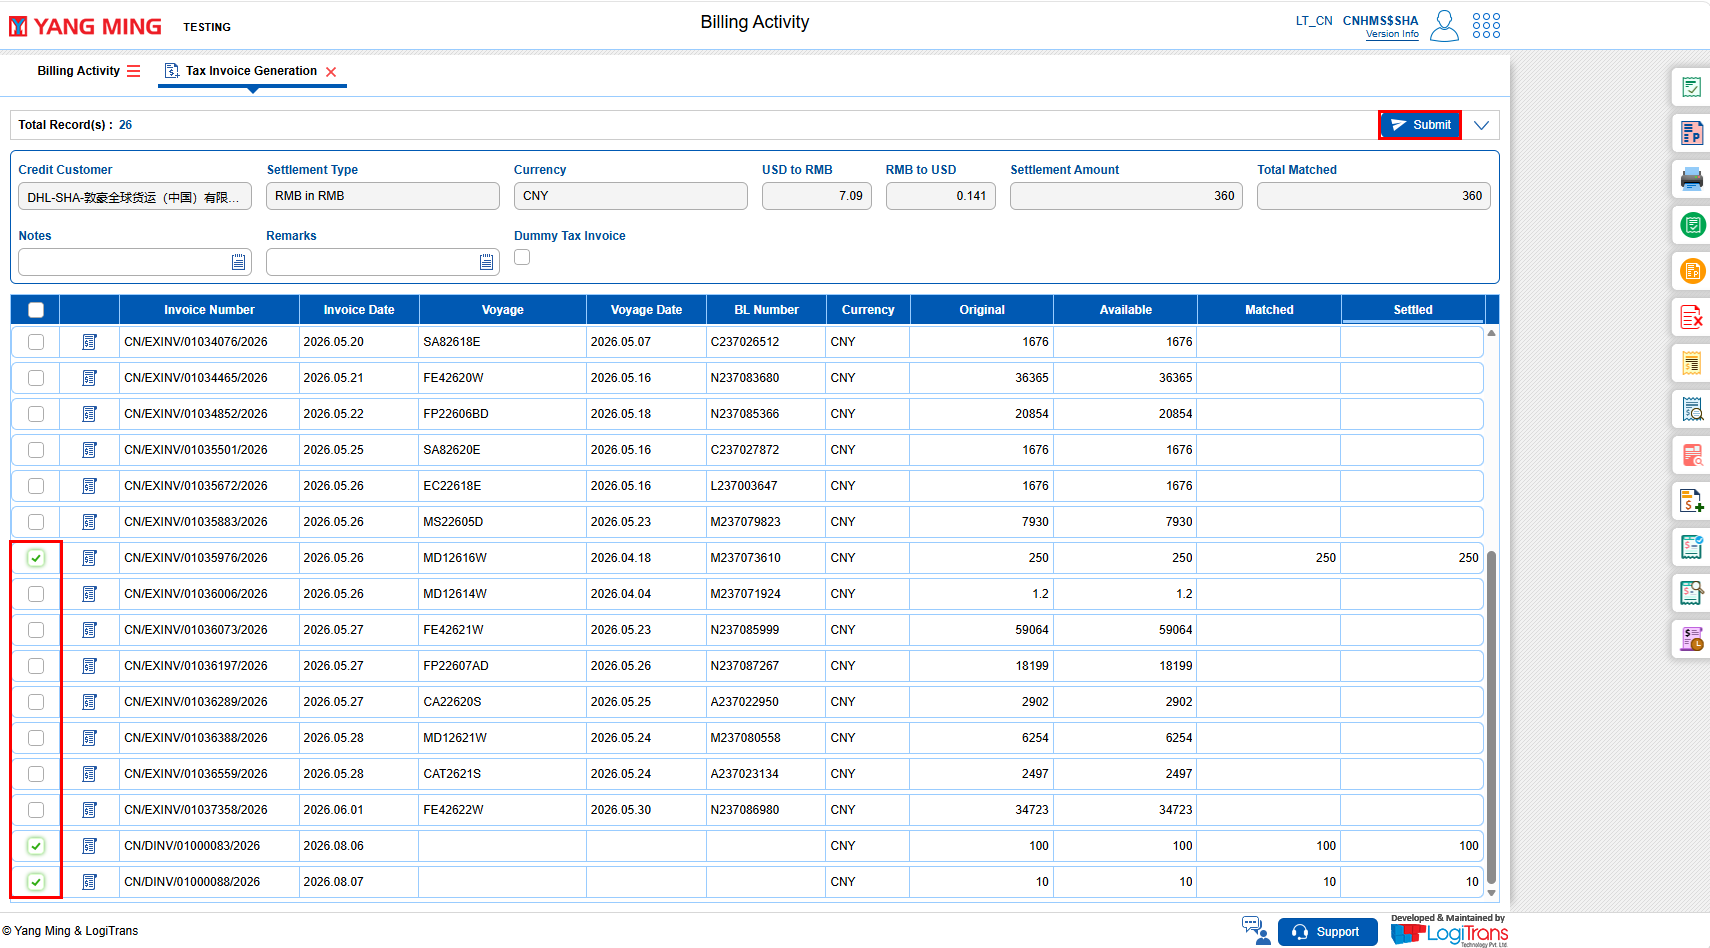 YANG MING TESTING
Billing Activity
LT_CN CNHMS$SHA
Version Info
Billing Activity Tax Invoice Generation
Total Record(s) : 26
Submit
Credit Customer Settlement Type Currency USD to RMB RMB to USD Settlement Amount Total Matched
DHL-SHA-敦豪全球货运（中国）有限... RMB in RMB CNY 7.09 0.141 360 360
Notes Remarks Dummy Tax Invoice
Invoice Number Invoice Date Voyage Voyage Date BL Number Currency Original Available Matched Settled
CN/EXINV/01034076/2026 2026.05.20 SA82618E 2026.05.07 C237026512 CNY 1676 1676
CN/EXINV/01034465/2026 2026.05.21 FE42620W 2026.05.16 N237083680 CNY 36365 36365
CN/EXINV/01034852/2026 2026.05.22 FP22606BD 2026.05.18 N237085366 CNY 20854 20854
CN/EXINV/01035501/2026 2026.05.25 SA82620E 2026.05.16 C237027872 CNY 1676 1676
CN/EXINV/01035672/2026 2026.05.26 EC22618E 2026.05.16 L237003647 CNY 1676 1676
CN/EXINV/01035883/2026 2026.05.26 MS22605D 2026.05.23 M237079823 CNY 7930 7930
CN/EXINV/01035976/2026 2026.05.26 MD12616W 2026.04.18 M237073610 CNY 250 250 250 250
CN/EXINV/01036006/2026 2026.05.26 MD12614W 2026.04.04 M237071924 CNY 1.2 1.2
CN/EXINV/01036073/2026 2026.05.27 FE42621W 2026.05.23 N237085999 CNY 59064 59064
CN/EXINV/01036197/2026 2026.05.27 FP22607AD 2026.05.26 N237087267 CNY 18199 18199
CN/EXINV/01036289/2026 2026.05.27 CA22620S 2026.05.25 A237022950 CNY 2902 2902
CN/EXINV/01036388/2026 2026.05.28 MD12621W 2026.05.24 M237080558 CNY 6254 6254
CN/EXINV/01036559/2026 2026.05.28 CAT2621S 2026.05.24 A237023134 CNY 2497 2497
CN/EXINV/01037358/2026 2026.06.01 FE42622W 2026.05.30 N237086980 CNY 34723 34723
CN/DINV/01000083/2026 2026.08.06 CNY 100 100 100 100
CN/DINV/01000088/2026 2026.08.07 CNY 10 10 10 10
© Yang Ming & LogiTrans
Support
Developed & Maintained by
LogiTrans
Technology Pvt. Ltd.